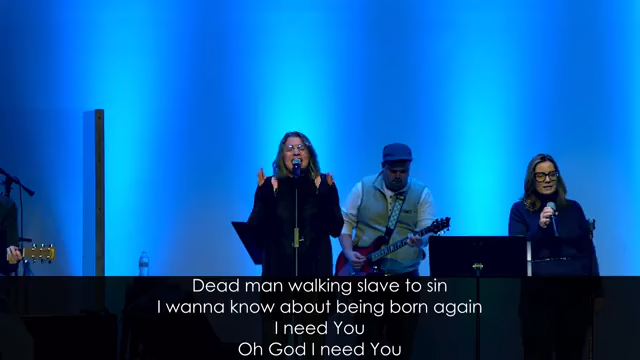 Dead man walking slave to sin
I wanna know about being born again
I need You
Oh God I need You